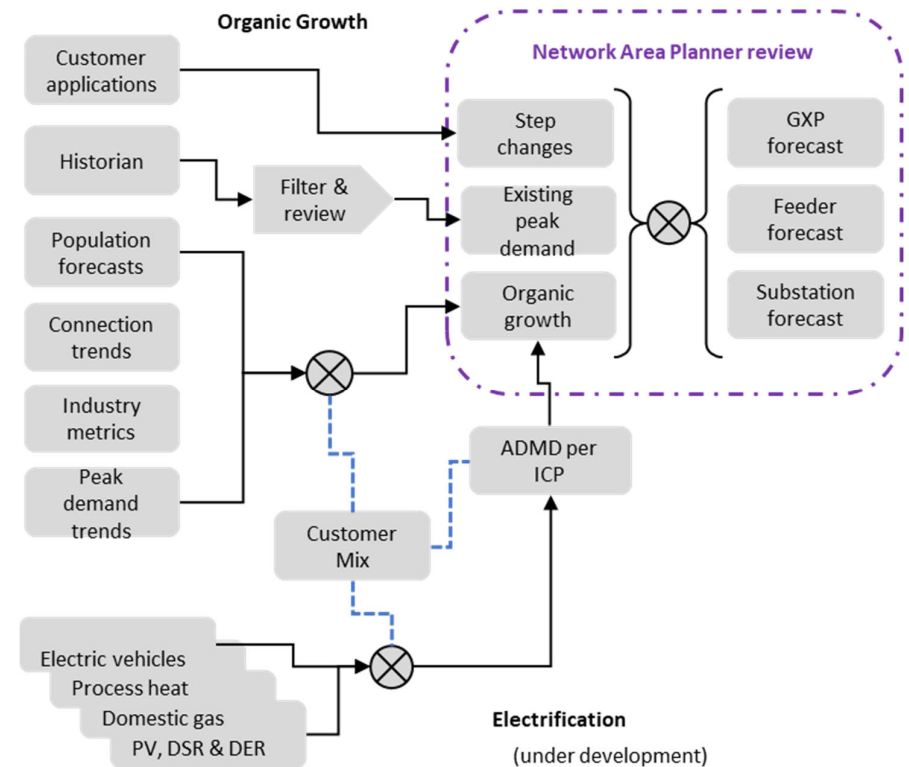 Organic Growth
Customer
applications
Historian
Filter &
review
Population
forecasts
Connection
trends
Industry
metrics
Peak
demand
trends
Network Area Planner review
Step
changes
Existing
peak
demand
Organic
growth
GXP
forecast
Feeder
forecast
Substation
forecast
ADMD per
ICP
Customer
Mix
Electric vehicles
Process heat
Domestic gas
PV, DSR & DER
Electrification
(under development)